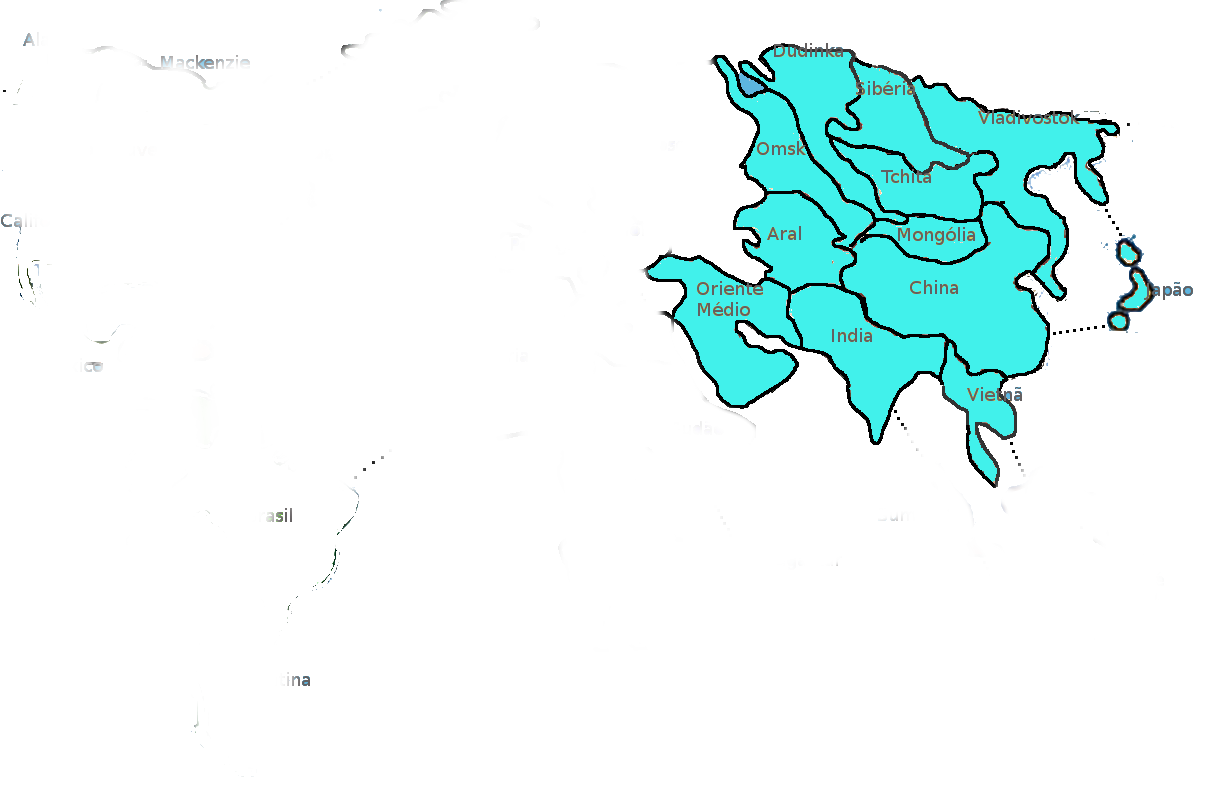 Mackenzie
Dudinka
Sibéria
Vladivostok
Omsk
Tchita
Aral
Mongólia
Oriente
Médio
China
Japão
India
Vietnã
asil
ina